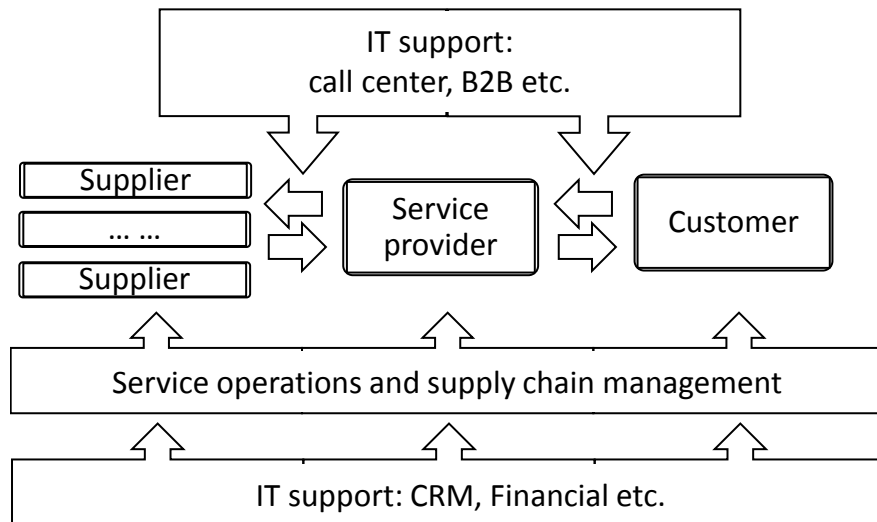 IT support:
call center, B2B etc.
Supplier
... ...
Supplier
Service
provider
Customer
Service operations and supply chain management
IT support: CRM, Financial etc.